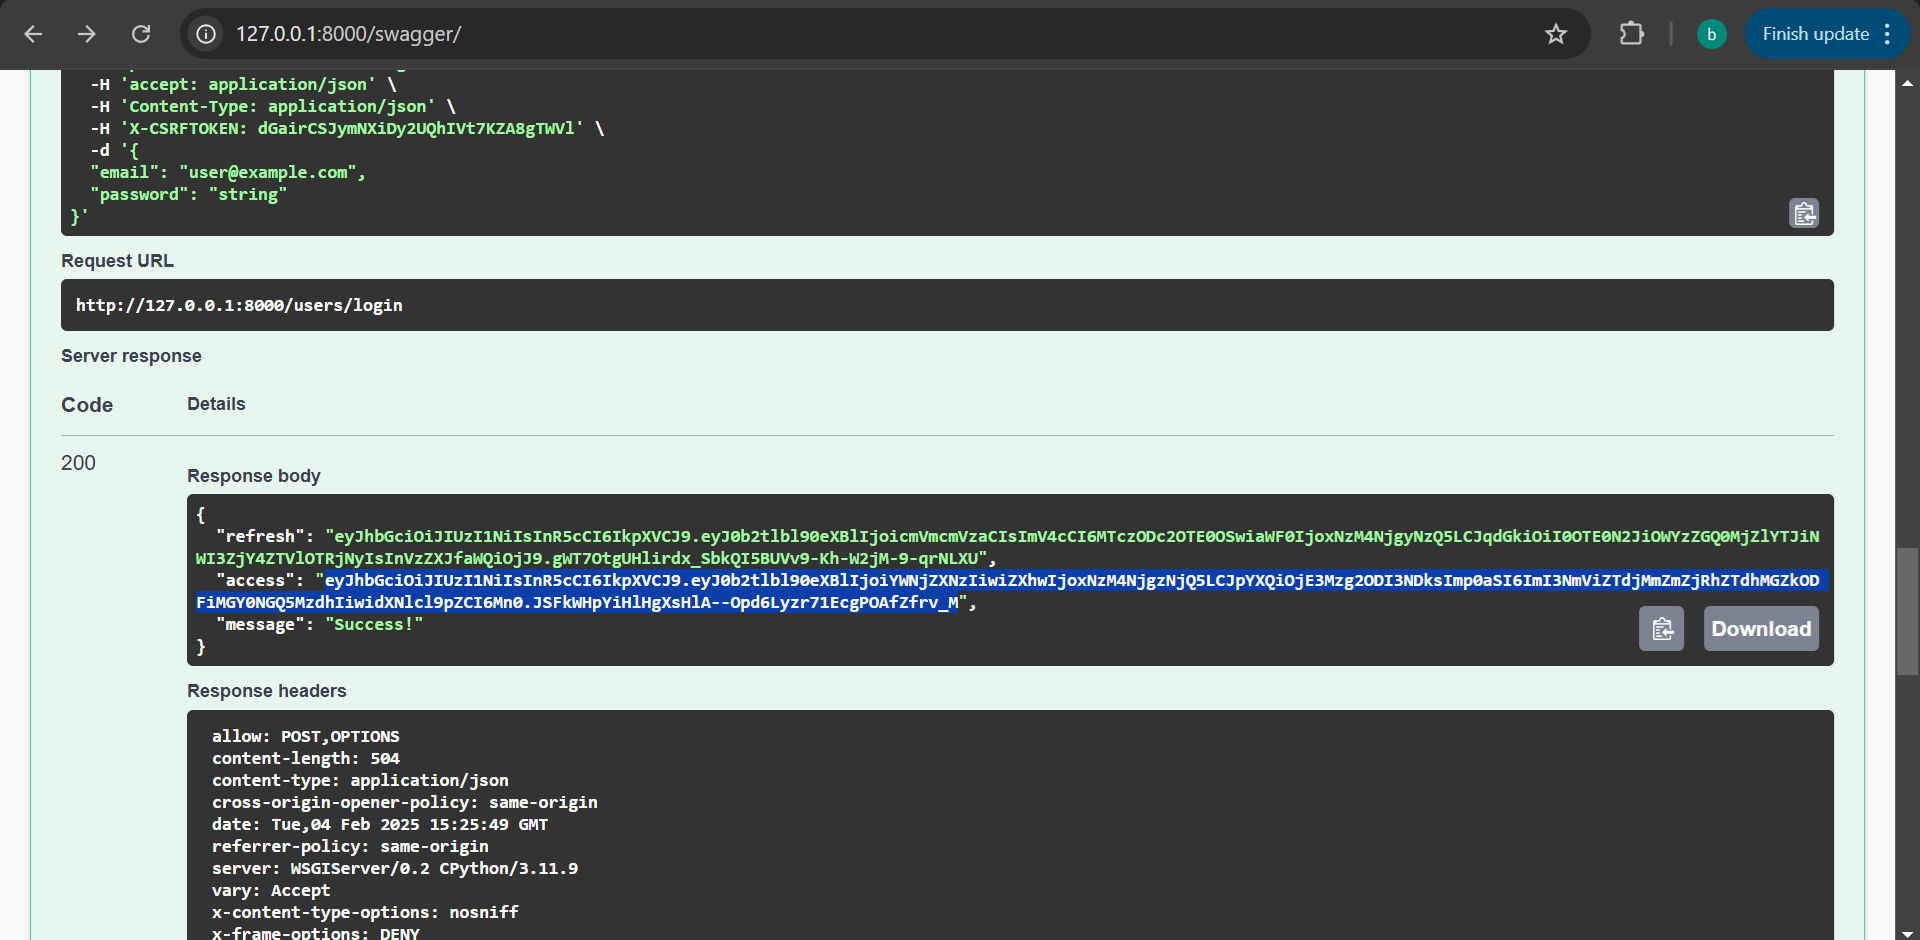 127.0.0.1:8000/swagger/
b
Finish update
-H 'accept: application/json' \
-H 'Content-Type: application/json' \
-H 'X-CSRFTOKEN: dGairCSJymNXiDy2UQhIVt7KZA8gTWVl' \
-d '{
"email": "user@example.com",
"password": "string"
}'
Request URL
http://127.0.0.1:8000/users/login
Server response
Code Details
200
Response body
{
"refresh": "eyJhbGciOiJIUzI1NiIsInR5cCI6IkpXVCJ9.eyJ0b2tlbl90eXBlIjoicmVmcmVzaCIsImV4cCI6MTczODc2OTE0OSwiaWF0IjoxNzM4NjgyNzQ5LCJqdGkiOiI0OTE0N2JiOWYzZGQ0MjZlYTJiN
WI3ZjY4ZTVlOTRjNyIsInVzZXJfaWQiOjJ9.gWT7OtgUHlirdx_SbkQI5BUVv9-Kh-W2jM-9-qrNLXU",
"access": "eyJhbGciOiJIUzI1NiIsInR5cCI6IkpXVCJ9.eyJ0b2tlbl90eXBlIjoiYWNjZXNzIiwiZXhwIjoxNzM4NjgzNjQ5LCJpYXQiOjE3Mzg2ODI3NDksImp0aSI6ImI3NmViZTdjMmZmZjRhZTdhMGZkOD
FiMGY0NGQ5MzdhIiwidXNlcl9pZCI6Mn0.JSFkWHpYiHlHgXsHlA--Opd6Lyzr71EcgPOAfZfrv_M",
"message": "Success!"
}
Download
Response headers
allow: POST,OPTIONS
content-length: 504
content-type: application/json
cross-origin-opener-policy: same-origin
date: Tue,04 Feb 2025 15:25:49 GMT
referrer-policy: same-origin
server: WSGIServer/0.2 CPython/3.11.9
vary: Accept
x-content-type-options: nosniff
x-frame-options: DENY